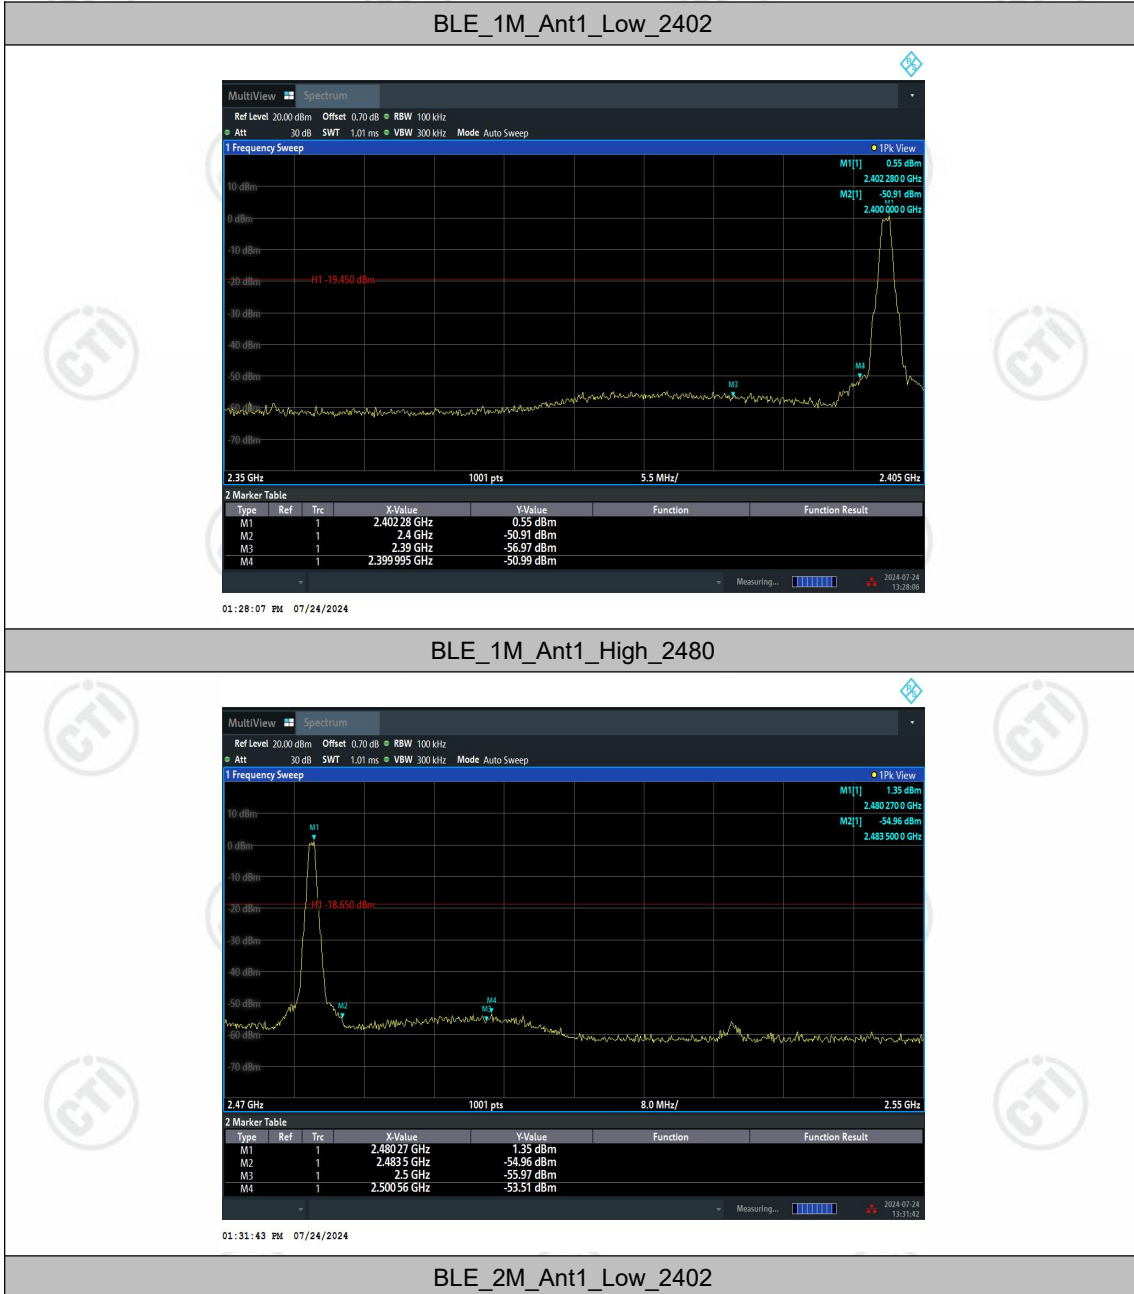 BLE_1M_Ant1_Low_2402
MultiView Spectrum
Ref Level 20.00 dBm Offset 0.70 dB RBW 100 kHz
Att 30 dB SWT 1.01 ms VBW 300 kHz Mode Auto Sweep
1 Frequency Sweep 1Pk View
M1[1] 0.55 dBm
2.402 280 0 GHz
M2[1] -50.91 dBm
2.400 000 0 GHz
M1
10 dBm
0 dBm
-10 dBm
-20 dBm H1 -19.450 dBm
-30 dBm
-40 dBm
-50 dBm M4
M3
-60 dBm
-70 dBm
2.35 GHz 1001 pts 5.5 MHz/ 2.405 GHz
2 Marker Table
Type Ref Trc X-Value Y-Value Function Function Result
M1 1 2.402 28 GHz 0.55 dBm
M2 1 2.4 GHz -50.91 dBm
M3 1 2.39 GHz -56.97 dBm
M4 1 2.399 995 GHz -50.99 dBm
Measuring... 2024-07-24
13:28:06
01:28:07 PM 07/24/2024
BLE_1M_Ant1_High_2480
MultiView Spectrum
Ref Level 20.00 dBm Offset 0.70 dB RBW 100 kHz
Att 30 dB SWT 1.01 ms VBW 300 kHz Mode Auto Sweep
1 Frequency Sweep 1Pk View
M1[1] 1.35 dBm
2.480 270 0 GHz
M2[1] -54.96 dBm
2.483 500 0 GHz
10 dBm
M1
0 dBm
-10 dBm
-20 dBm H1 -18.650 dBm
-30 dBm
-40 dBm
-50 dBm M2 M3 M4
-60 dBm
-70 dBm
2.47 GHz 1001 pts 8.0 MHz/ 2.55 GHz
2 Marker Table
Type Ref Trc X-Value Y-Value Function Function Result
M1 1 2.480 27 GHz 1.35 dBm
M2 1 2.483 5 GHz -54.96 dBm
M3 1 2.5 GHz -55.97 dBm
M4 1 2.500 56 GHz -53.51 dBm
Measuring... 2024-07-24
13:31:42
01:31:43 PM 07/24/2024
BLE_2M_Ant1_Low_2402
CTI
CTI
CTI
CTI
CTI
CTI